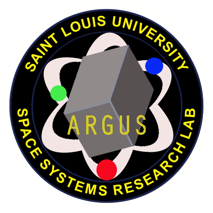 SAINT LOUIS UNIVERSITY
ARGUS
SPACE SYSTEMS RESEARCH LAB